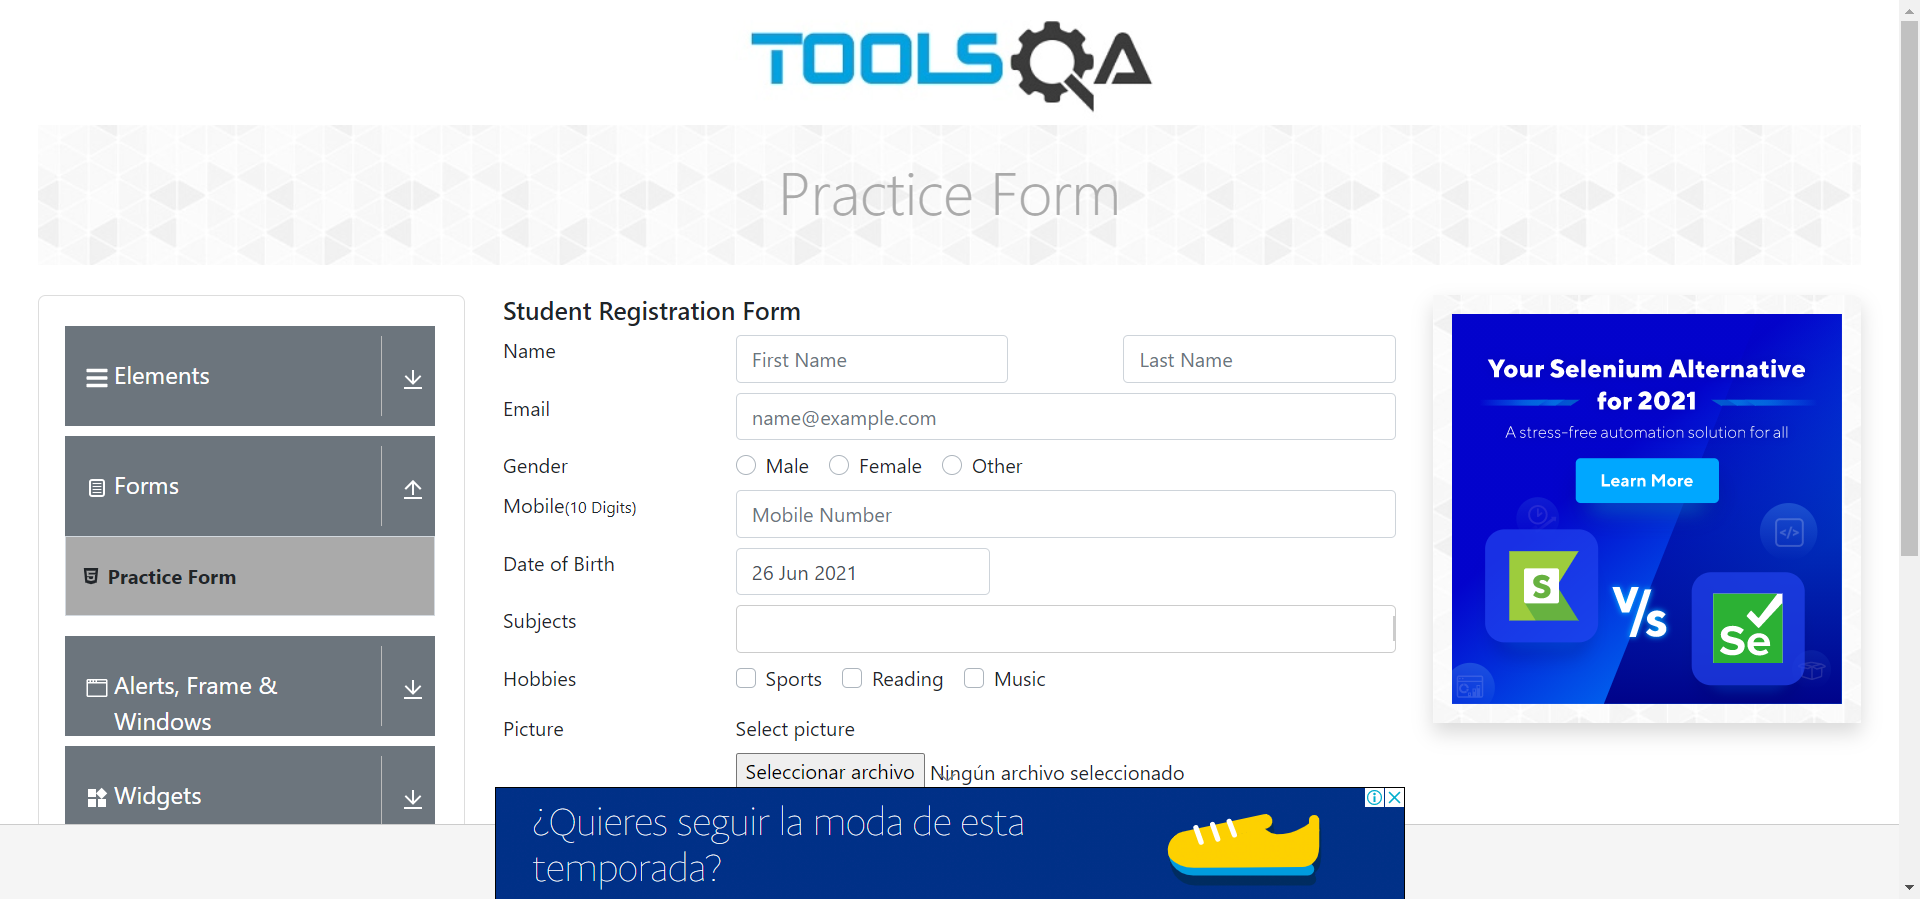 TOOLSQA
Practice Form
Elements
Forms
Practice Form
Alerts, Frame &
Windows
Widgets
Student Registration Form
Name
First Name
Last Name
Email
name@example.com
Gender
Male
Female
Other
Mobile(10 Digits)
Mobile Number
Date of Birth
26 Jun 2021
Subjects
Hobbies
Sports
Reading
Music
Picture
Select picture
Seleccionar archivo
Ningún archivo seleccionado
Your Selenium Alternative
for 2021
A stress-free automation solution for all
Learn More
S
V/s
Se
¿Quieres seguir la moda de esta
temporada?